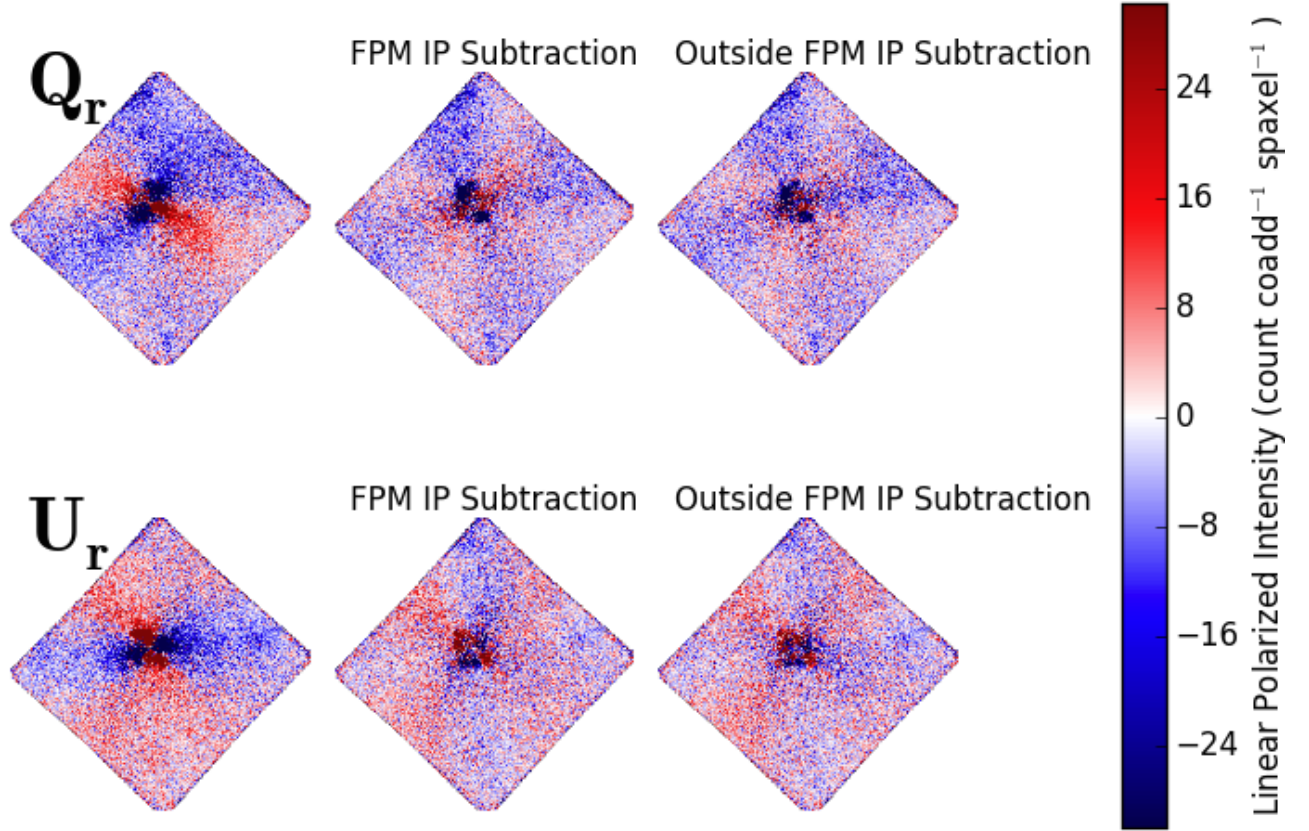 Q_r
FPM IP Subtraction
Outside FPM IP Subtraction
U_r
FPM IP Subtraction
Outside FPM IP Subtraction
24
16
8
0
−8
−16
−24
Linear Polarized Intensity (count coadd⁻¹ spaxel⁻¹ )